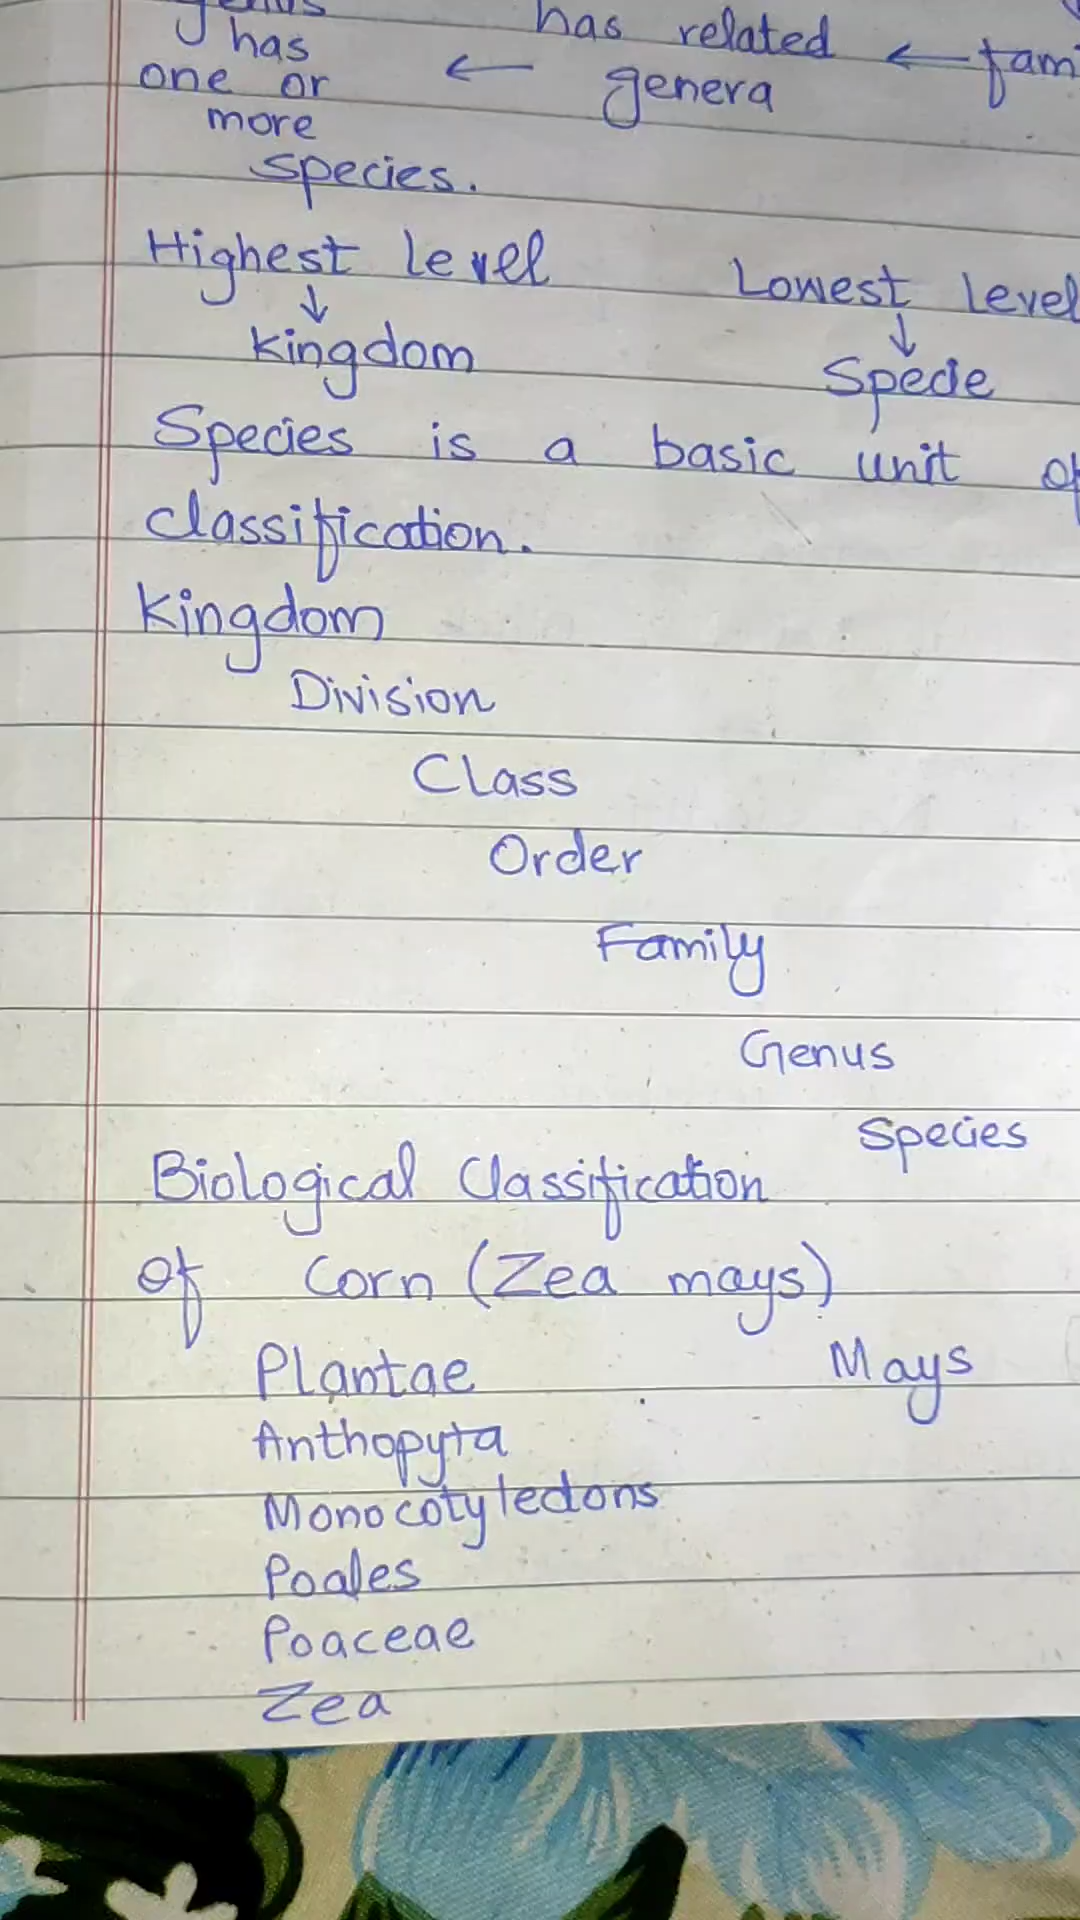 has related
has ← fam
one or ← genera
more
species.
Highest level Lowest level
↓ ↓
Kingdom Specie
Species is a basic unit of
classification.
Kingdom
Division
Class
Order
Family
Genus
Species
Biological Classification
of Corn (Zea mays)
Plantae Mays
Anthopyta
Monocotyledons
Poales
Poaceae
Zea